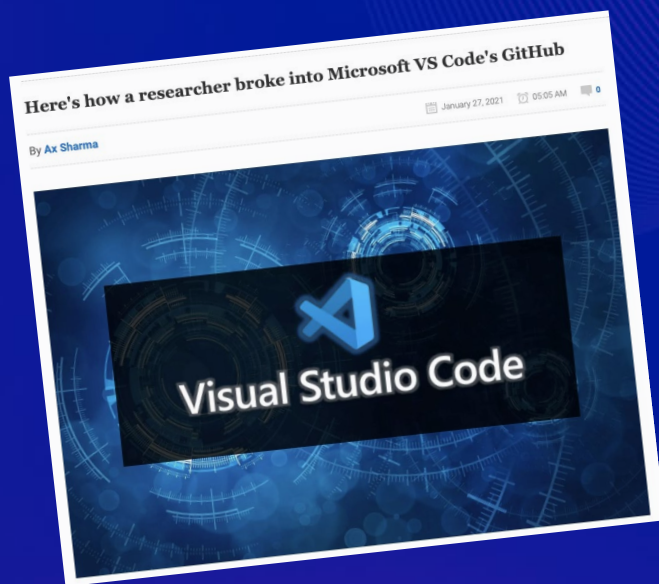 Here's how a researcher broke into Microsoft VS Code's GitHub
By Ax Sharma
January 27, 2021
05:05 AM
0
Visual Studio Code